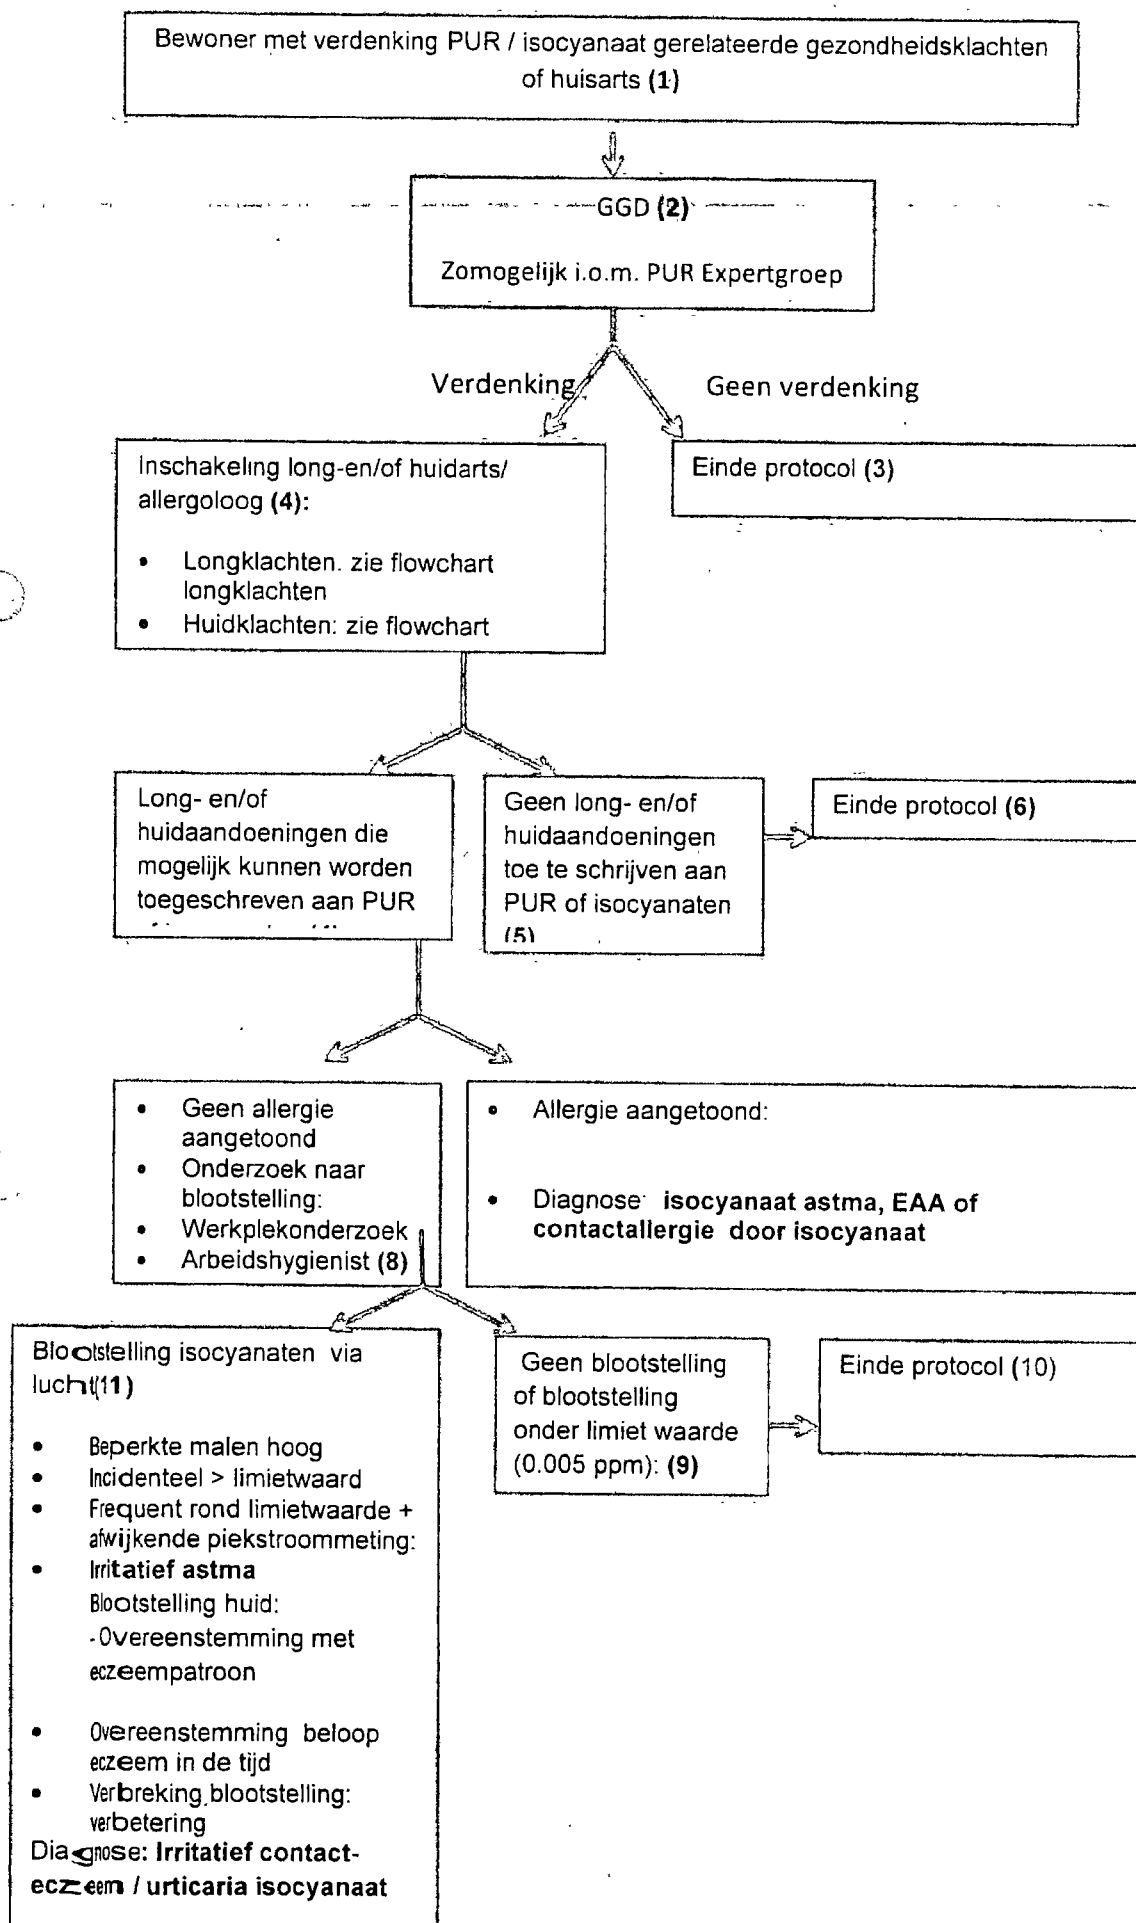 Bewoner met verdenking PUR / isocyanaat gerelateerde gezondheidsklachten
of huisarts (1)
GGD (2)
Zomogelijk i.o.m. PUR Expertgroep
Verdenking
Geen verdenking
Inschakeling long-en/of huidarts/
allergoloog (4):
• Longklachten. zie flowchart
longklachten
• Huidklachten: zie flowchart
Einde protocol (3)
Long- en/of
huidaandoeningen die
mogelijk kunnen worden
toegeschreven aan PUR
Geen long- en/of
huidaandoeningen
toe te schrijven aan
PUR of isocyanaten
(5)
Einde protocol (6)
• Geen allergie
aangetoond
• Onderzoek naar
blootstelling:
• Werkplekonderzoek
• Arbeidshygienist (8)
• Allergie aangetoond:
• Diagnose: isocyanaat astma, EAA of
contactallergie door isocyanaat
Blootstelling isocyanaten via
lucht(11)
• Beperkte malen hoog
• Incidenteel > limietwaard
• Frequent rond limietwaarde +
afwijkende piekstroommeting:
• Irritatief astma
Blootstelling huid:
-Overeenstemming met
eczeempatroon
• Overeenstemming beloop
eczeem in de tijd
• Verbreking blootstelling:
verbetering
Diagnose: Irritatief contact-
eczeem / urticaria isocyanaat
Geen blootstelling
of blootstelling
onder limiet waarde
(0.005 ppm): (9)
Einde protocol (10)